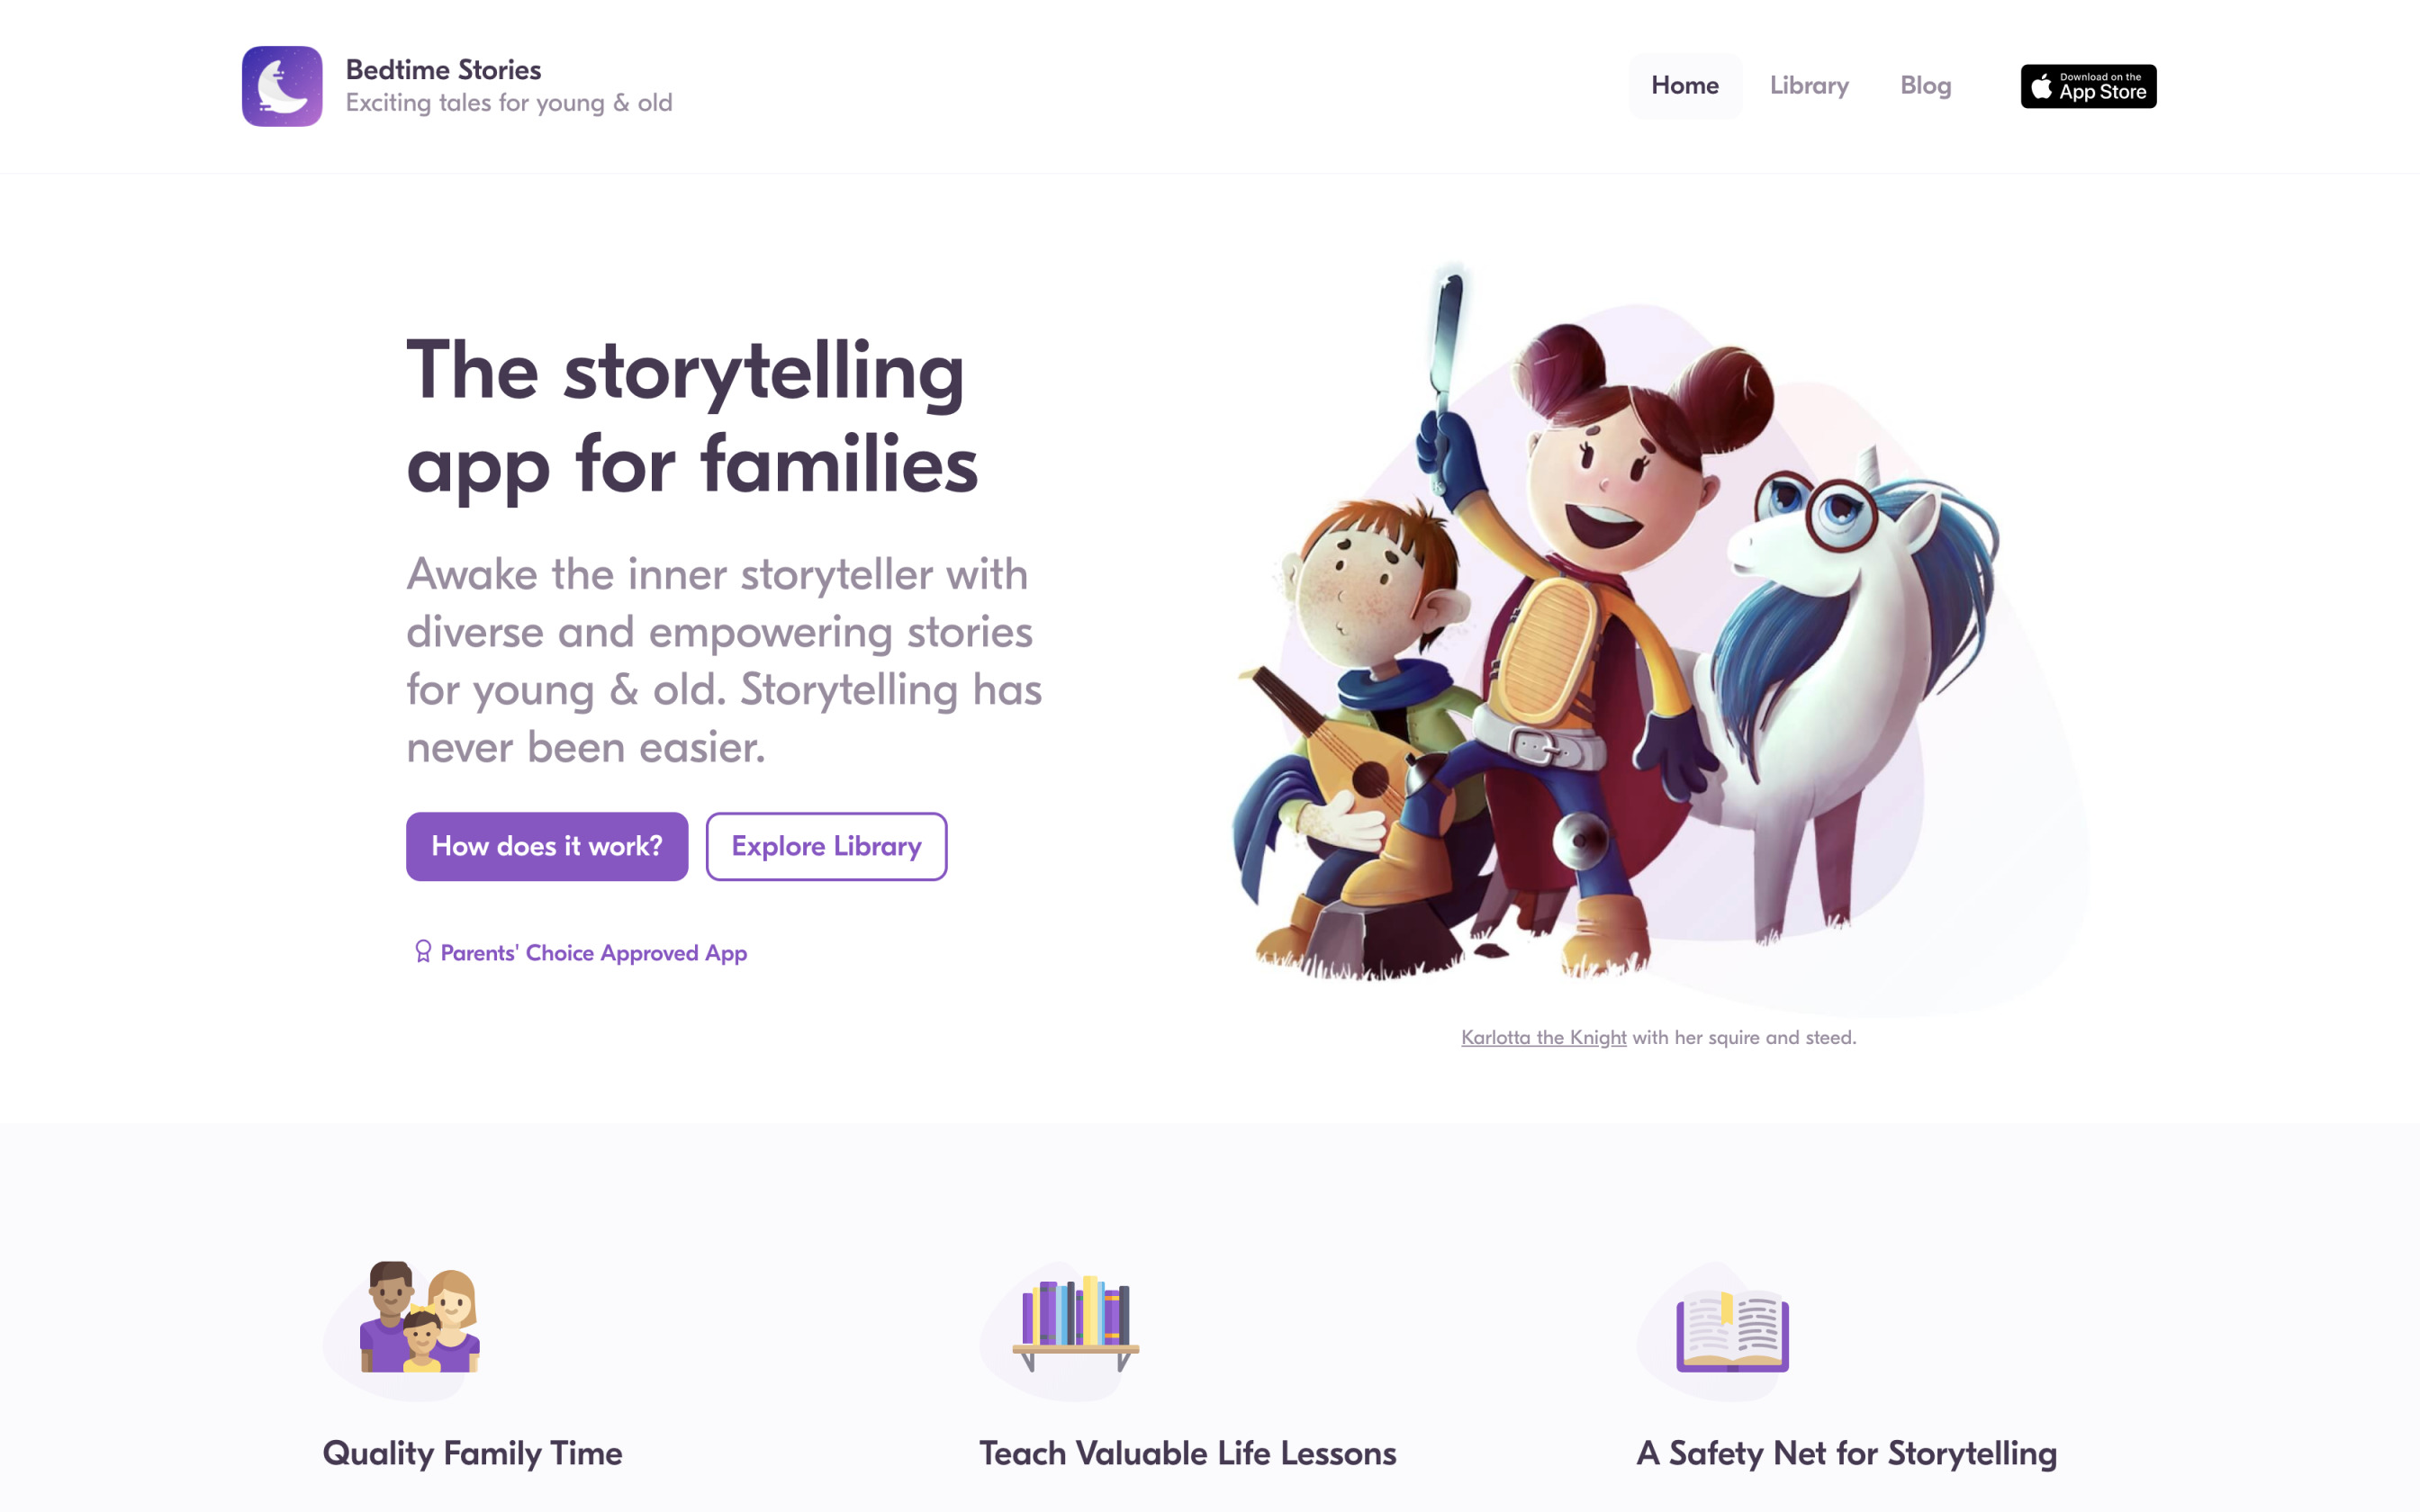 Bedtime Stories
Exciting tales for young & old
Home
Library
Blog
Download on the
App Store
The storytelling
app for families
Awake the inner storyteller with
diverse and empowering stories
for young & old. Storytelling has
never been easier.
How does it work?
Explore Library
Parents' Choice Approved App
Karlotta the Knight with her squire and steed.
Quality Family Time
Teach Valuable Life Lessons
A Safety Net for Storytelling